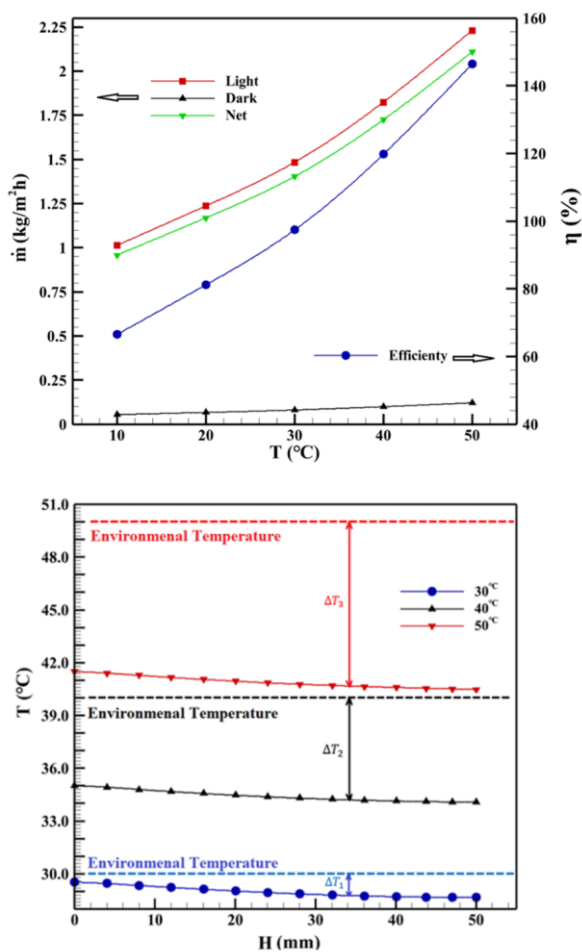 2.25
2
1.75
1.5
1.25
1
0.75
0.5
0.25
0
ṁ (kg/m²h)
Light
Dark
Net
Efficienty
160
140
120
100
80
60
40
η (%)
10 20 30 40 50
T (℃)
51.0
48.0
45.0
42.0
39.0
36.0
33.0
30.0
T (℃)
Environmenal Temperature
ΔT₃
30℃
40℃
50℃
Environmenal Temperature
ΔT₂
Environmenal Temperature
ΔT₁
0 10 20 30 40 50 60
H (mm)